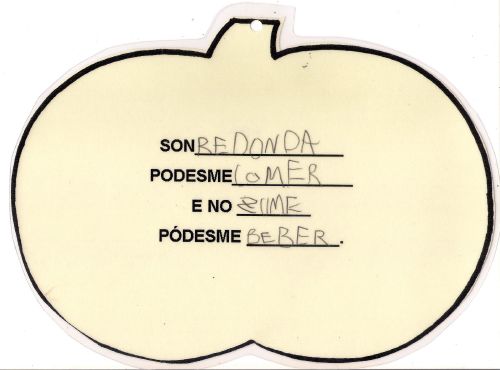 SON REDONDA
PODESME COMER
E NO ZUME
PÓDESME BEBER.